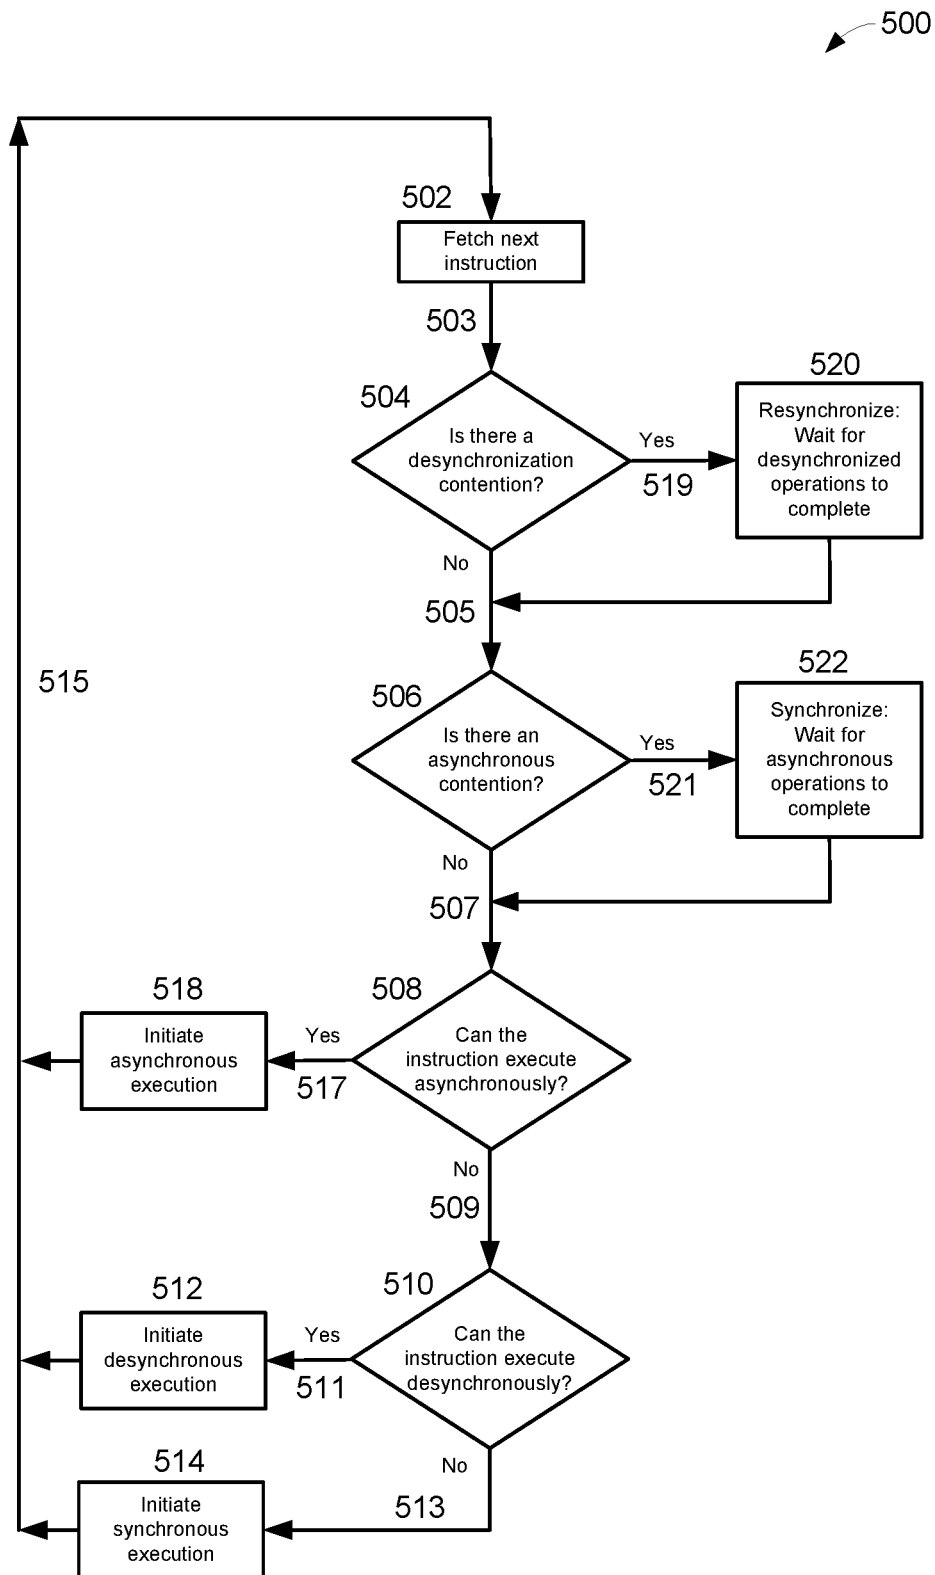 500
502
Fetch next
instruction
503
504
Is there a
desynchronization
contention?
Yes
519
520
Resynchronize:
Wait for
desynchronized
operations to
complete
No
505
515
506
Is there an
asynchronous
contention?
Yes
521
522
Synchronize:
Wait for
asynchronous
operations to
complete
No
507
508
Can the
instruction execute
asynchronously?
Yes
517
518
Initiate
asynchronous
execution
No
509
510
Can the
instruction execute
desynchronously?
Yes
511
512
Initiate
desynchronous
execution
No
513
514
Initiate
synchronous
execution